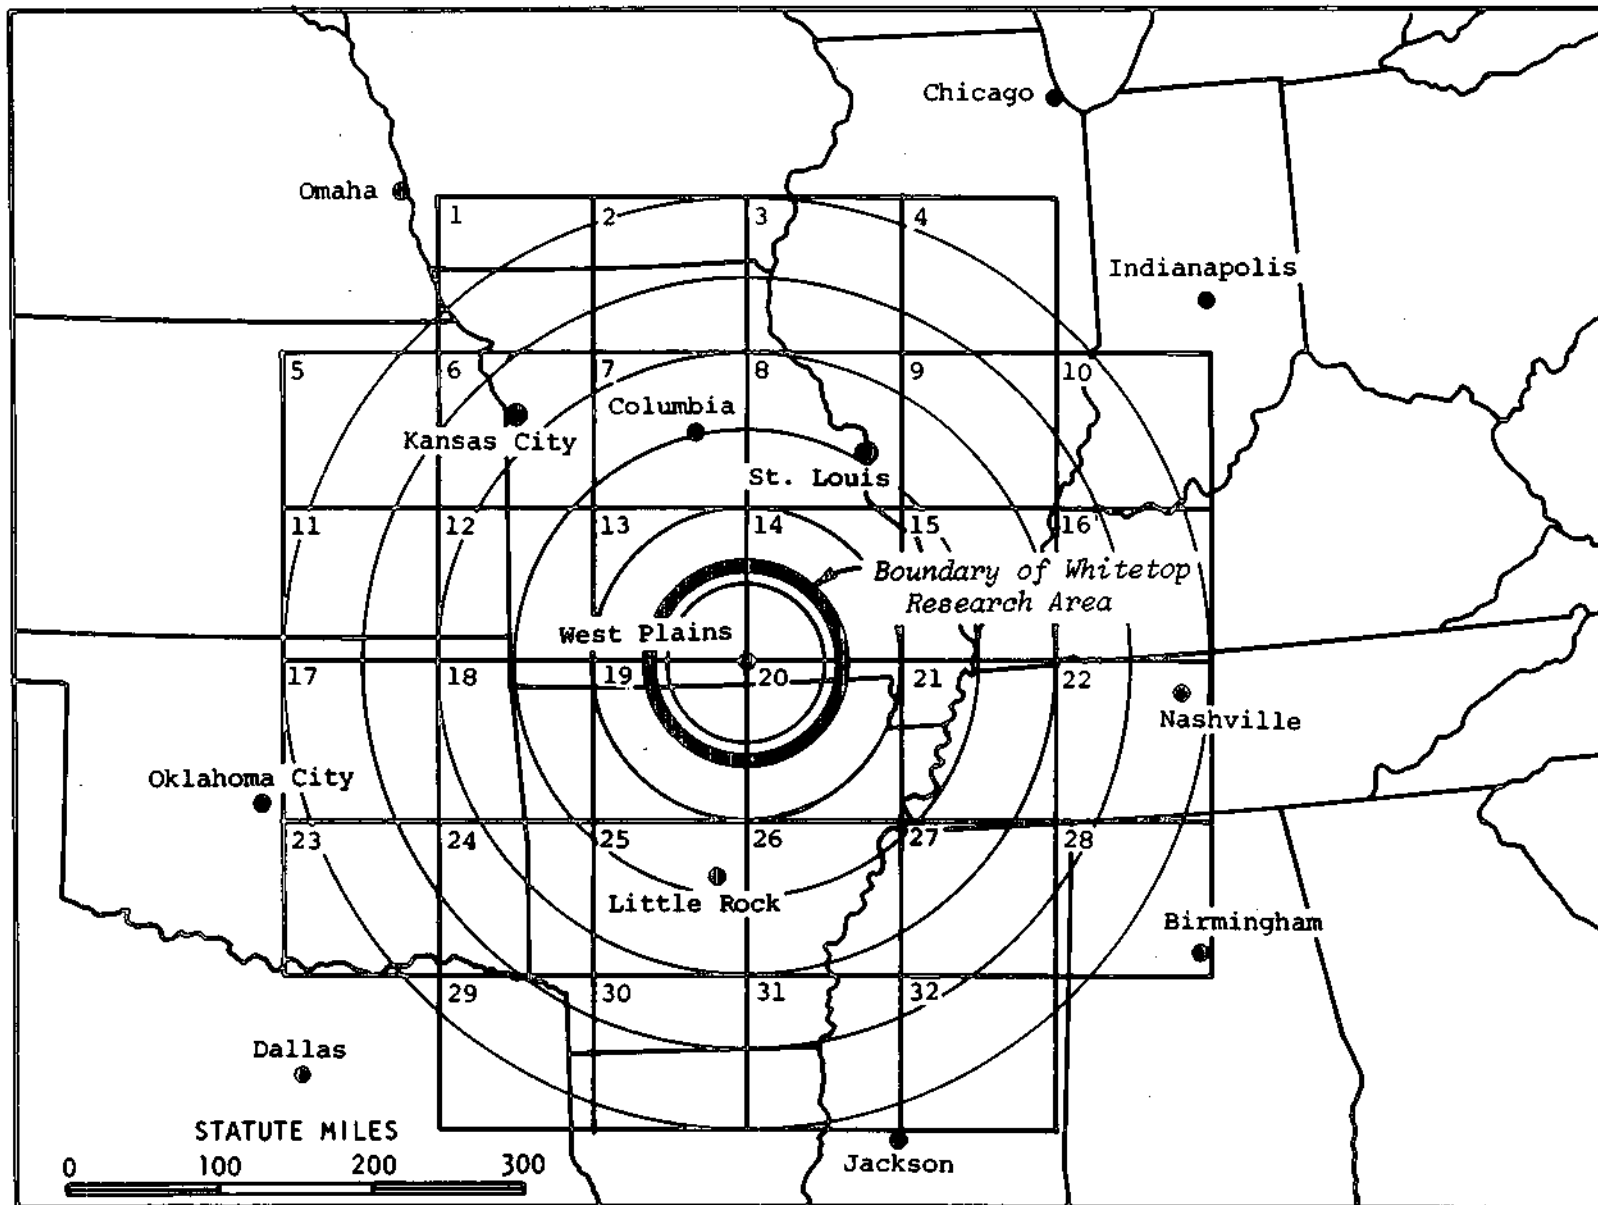 Chicago
Omaha
1
2
3
4
Indianapolis
5
6
7
8
9
10
Columbia
Kansas City
St. Louis
11
12
13
14
15
16
Boundary of Whitetop
Research Area
West Plains
17
18
19
20
21
22
Nashville
Oklahoma City
23
24
25
26
27
28
Little Rock
Birmingham
29
30
31
32
Dallas
STATUTE MILES
0 100 200 300
Jackson